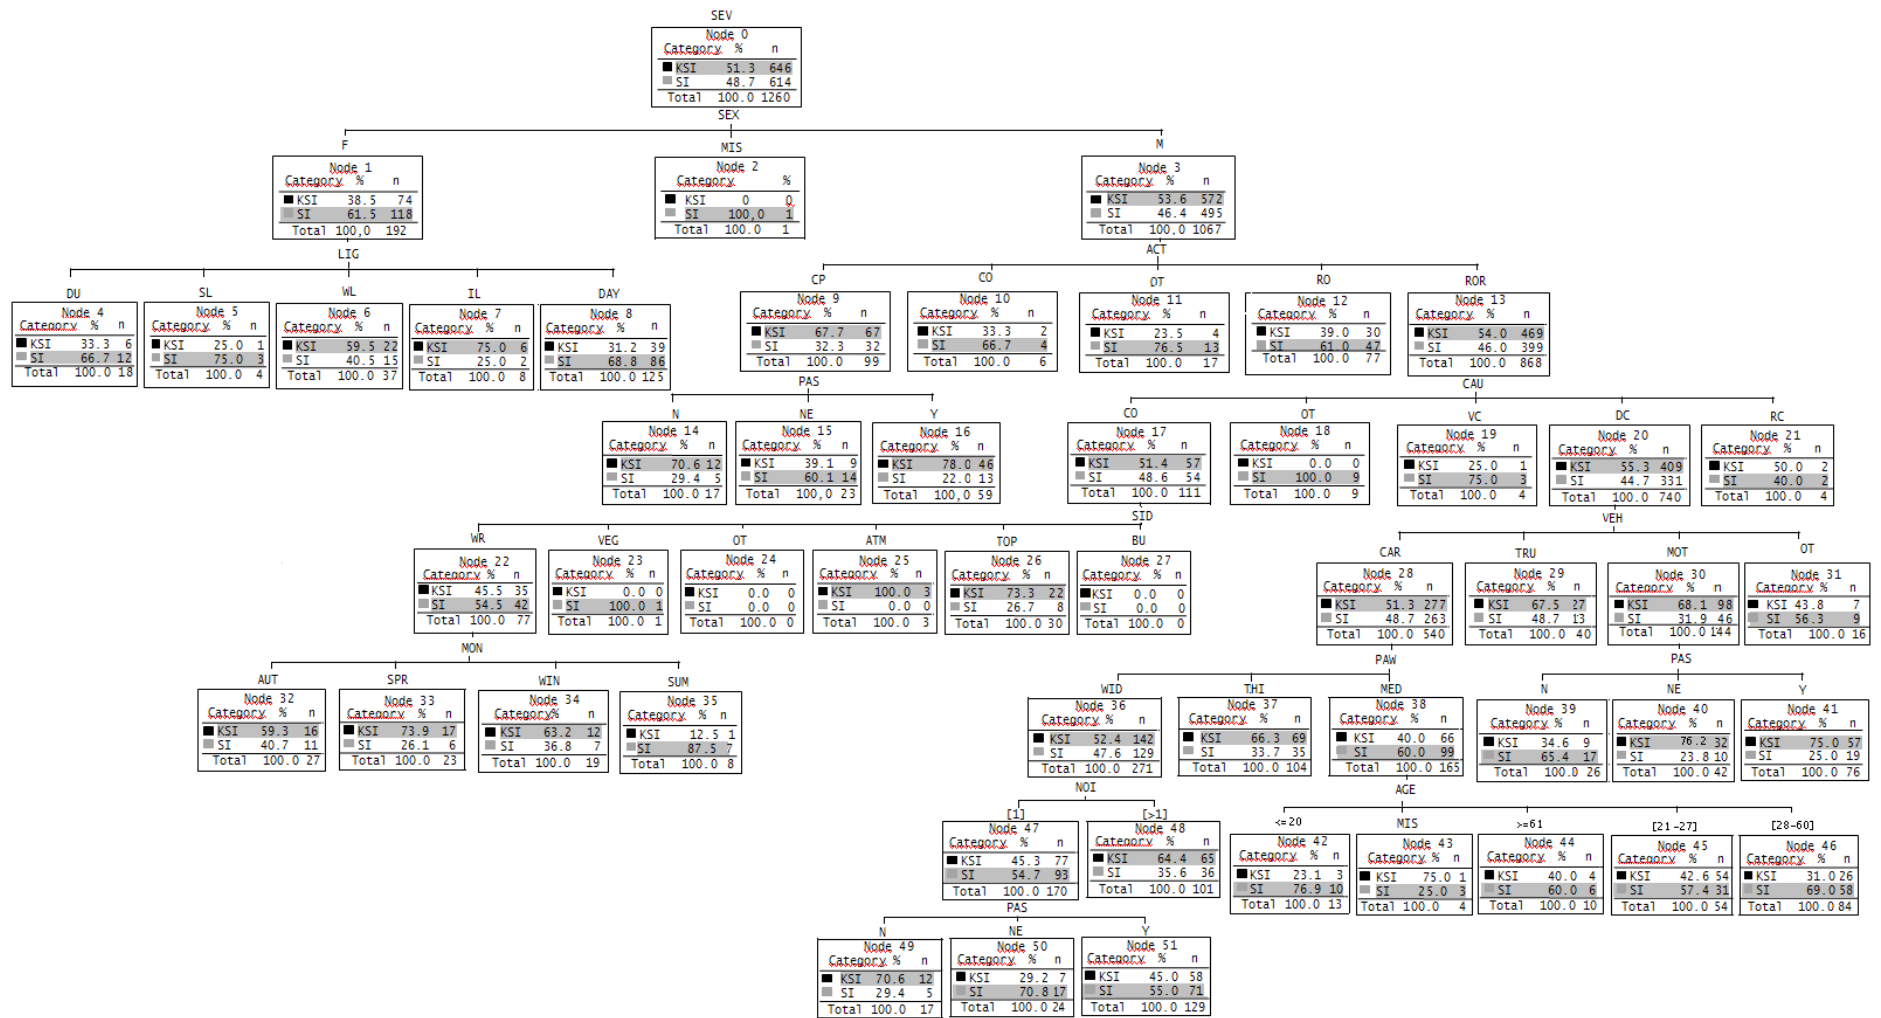 SEV
Node 0
Category % n
KSI 51.3 646
SI 48.7 614
Total 100.0 1260
SEX
F
MIS
M
Node 1
Category % n
KSI 38.5 74
SI 61.5 118
Total 100,0 192
Node 2
Category %
KSI 0 0
SI 100,0 1
Total 100.0 1
Node 3
Category % n
KSI 53.6 572
SI 46.4 495
Total 100.0 1067
LIG
ACT
DU
SL
WL
IL
DAY
CP
CO
OT
RO
ROR
Node 4
Category % n
KSI 33.3 6
SI 66.7 12
Total 100.0 18
Node 5
Category % n
KSI 25.0 1
SI 75.0 3
Total 100.0 4
Node 6
Category % n
KSI 59.5 22
SI 40.5 15
Total 100.0 37
Node 7
Category % n
KSI 75.0 6
SI 25.0 2
Total 100.0 8
Node 8
Category % n
KSI 31.2 39
SI 68.8 86
Total 100.0 125
Node 9
Category % n
KSI 67.7 67
SI 32.3 32
Total 100.0 99
Node 10
Category % n
KSI 33.3 2
SI 66.7 4
Total 100.0 6
Node 11
Category % n
KSI 23.5 4
SI 76.5 13
Total 100.0 17
Node 12
Category % n
KSI 39.0 30
SI 61.0 47
Total 100.0 77
Node 13
Category % n
KSI 54.0 469
SI 46.0 399
Total 100.0 868
PAS
CAU
N
NE
Y
CO
OT
VC
DC
RC
Node 14
Category % n
KSI 70.6 12
SI 29.4 5
Total 100.0 17
Node 15
Category % n
KSI 39.1 9
SI 60.1 14
Total 100,0 23
Node 16
Category % n
KSI 78.0 46
SI 22.0 13
Total 100,0 59
Node 17
Category % n
KSI 51.4 57
SI 48.6 54
Total 100.0 111
Node 18
Category % n
KSI 0.0 0
SI 100.0 9
Total 100.0 9
Node 19
Category % n
KSI 25.0 1
SI 75.0 3
Total 100.0 4
Node 20
Category % n
KSI 55.3 409
SI 44.7 331
Total 100.0 740
Node 21
Category % n
KSI 50.0 2
SI 40.0 2
Total 100.0 4
SID
VEH
WR
VEG
OT
ATM
TOP
BU
CAR
TRU
MOT
OT
Node 22
Category % n
KSI 45.5 35
SI 54.5 42
Total 100.0 77
Node 23
Category % n
KSI 0.0 0
SI 100.0 1
Total 100.0 1
Node 24
Category % n
KSI 0.0 0
SI 0.0 0
Total 100.0 0
Node 25
Category % n
KSI 100.0 3
SI 0.0 0
Total 100.0 3
Node 26
Category % n
KSI 73.3 22
SI 26.7 8
Total 100.0 30
Node 27
Category % n
KSI 0.0 0
SI 0.0 0
Total 100.0 0
Node 28
Category % n
KSI 51.3 277
SI 48.7 263
Total 100.0 540
Node 29
Category % n
KSI 67.5 27
SI 48.7 13
Total 100.0 40
Node 30
Category % n
KSI 68.1 98
SI 31.9 46
Total 100.0 144
Node 31
Category % n
KSI 43.8 7
SI 56.3 9
Total 100.0 16
MON
PAW
PAS
AUT
SPR
WIN
SUM
WID
THI
MED
N
NE
Y
Node 32
Category % n
KSI 59.3 16
SI 40.7 11
Total 100.0 27
Node 33
Category % n
KSI 73.9 17
SI 26.1 6
Total 100.0 23
Node 34
Category% n
KSI 63.2 12
SI 36.8 7
Total 100.0 19
Node 35
Category % n
KSI 12.5 1
SI 87.5 7
Total 100.0 8
Node 36
Category % n
KSI 52.4 142
SI 47.6 129
Total 100.0 271
Node 37
Category % n
KSI 66.3 69
SI 33.7 35
Total 100.0 104
Node 38
Category % n
KSI 40.0 66
SI 60.0 99
Total 100.0 165
Node 39
Category % n
KSI 34.6 9
SI 65.4 17
Total 100.0 26
Node 40
Category % n
KSI 76.2 32
SI 23.8 10
Total 100.0 42
Node 41
Category % n
KSI 75.0 57
SI 25.0 19
Total 100.0 76
NOI
AGE
[1]
[>1]
<=20
MIS
>=61
[21-27]
[28-60]
Node 47
Category % n
KSI 45.3 77
SI 54.7 93
Total 100.0 170
Node 48
Category % n
KSI 64.4 65
SI 35.6 36
Total 100.0 101
Node 42
Category % n
KSI 23.1 3
SI 76.9 10
Total 100.0 13
Node 43
Category % n
KSI 75.0 1
SI 25.0 3
Total 100.0 4
Node 44
Category % n
KSI 40.0 4
SI 60.0 6
Total 100.0 10
Node 45
Category % n
KSI 42.6 54
SI 57.4 31
Total 100.0 54
Node 46
Category % n
KSI 31.0 26
SI 69.0 58
Total 100.0 84
PAS
N
NE
Y
Node 49
Category % n
KSI 70.6 12
SI 29.4 5
Total 100.0 17
Node 50
Category % n
KSI 29.2 7
SI 70.8 17
Total 100.0 24
Node 51
Category % n
KSI 45.0 58
SI 55.0 71
Total 100.0 129